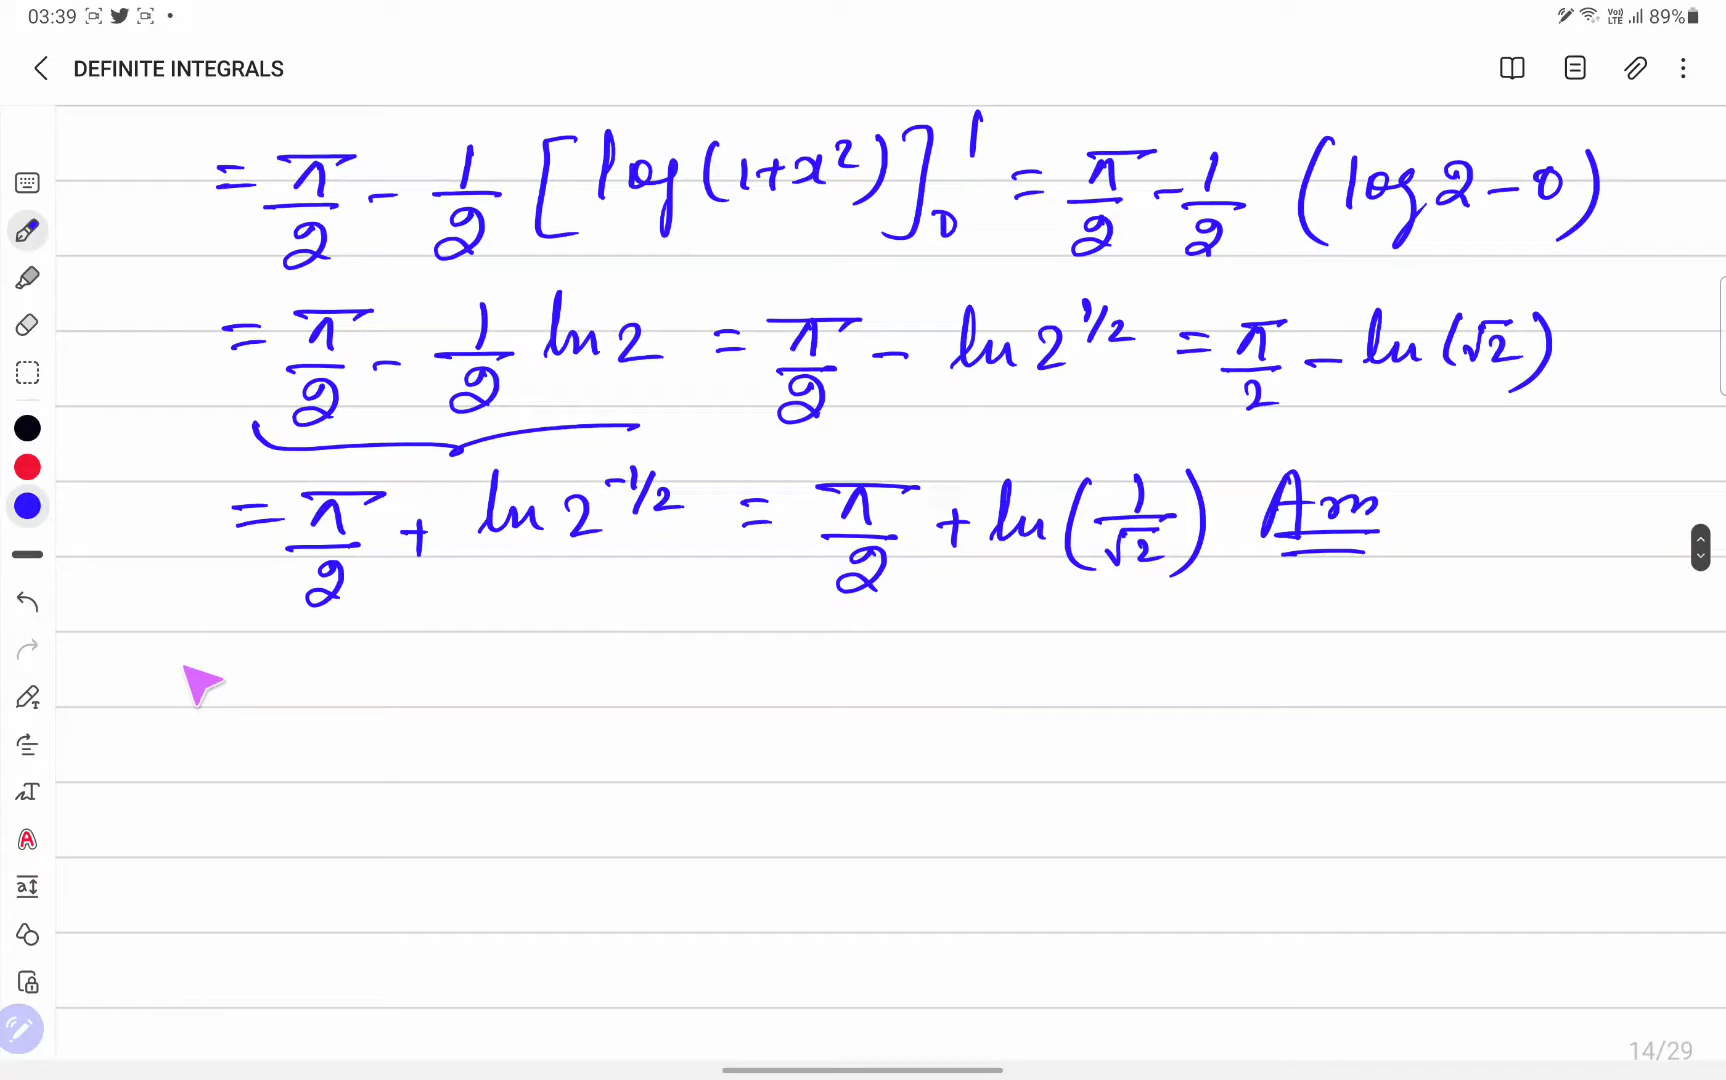 03:39 89%
DEFINITE INTEGRALS
= π/2 - 1/2 [log(1+x²)]₀¹ = π/2 - 1/2 (log 2 - 0)
= π/2 - 1/2 ln 2 = π/2 - ln 2^1/2 = π/2 - ln(√2)
= π/2 + ln 2^-1/2 = π/2 + ln(1/√2) Ans
14/29